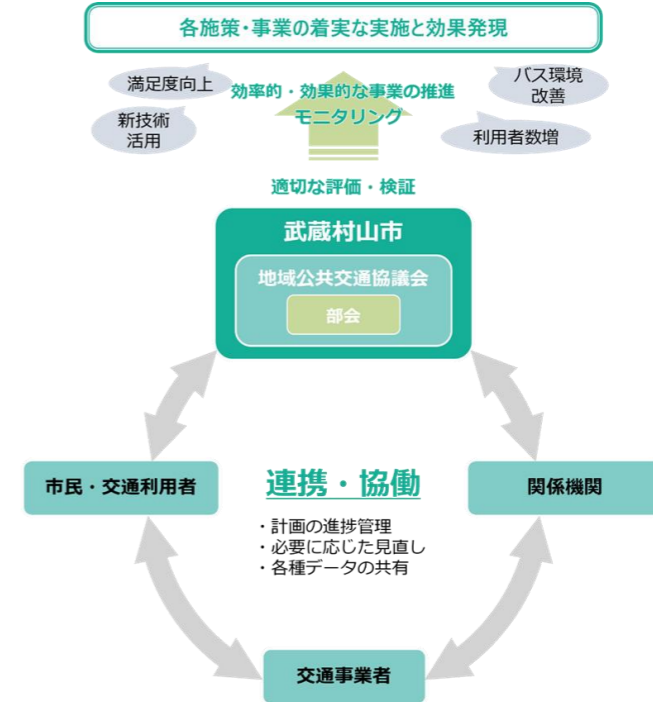 各施策・事業の着実な実施と効果発現
満足度向上
効率的・効果的な事業の推進
バス環境
改善
新技術
活用
モニタリング
利用者数増
適切な評価・検証
武蔵村山市
地域公共交通協議会
部会
市民・交通利用者
連携・協働
関係機関
・計画の進捗管理
・必要に応じた見直し
・各種データの共有
交通事業者